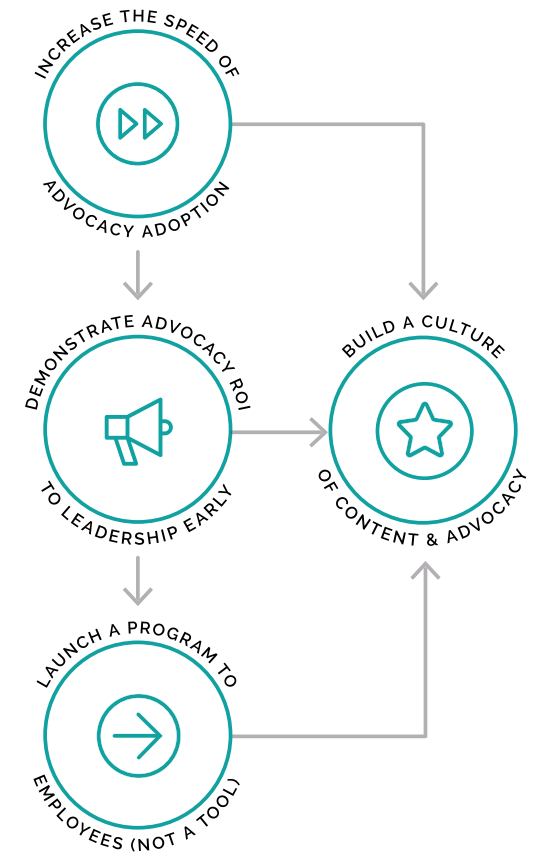 INCREASE THE SPEED OF
ADVOCACY ADOPTION
DEMONSTRATE ADVOCACY ROI
TO LEADERSHIP EARLY
BUILD A CULTURE
OF CONTENT & ADVOCACY
LAUNCH A PROGRAM TO
EMPLOYEES (NOT A TOOL)